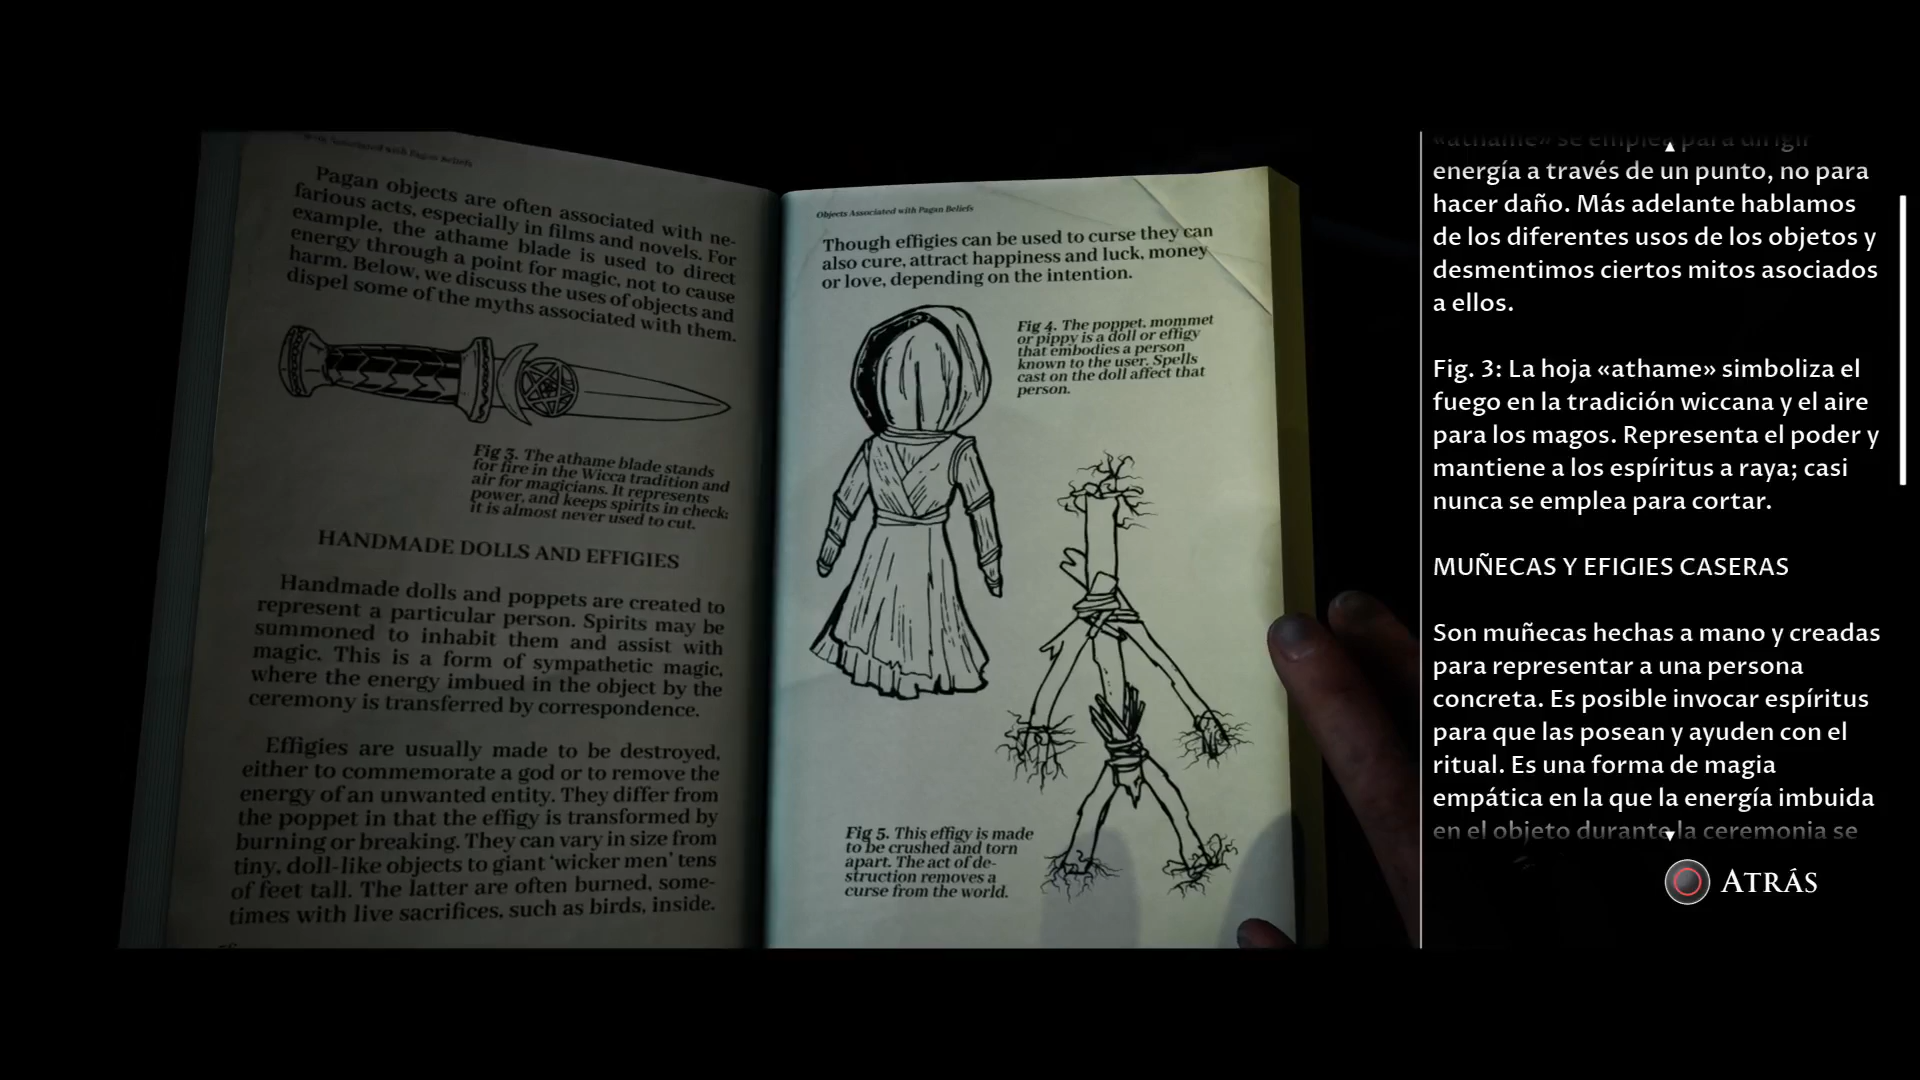 with Pagan Beliefs
Pagan objects are often associated with ne-
farious acts, especially in films and novels. For
example, the athame blade is used to direct
energy through a point for magic, not to cause
harm. Below, we discuss the uses of objects and
dispel some of the myths associated with them.
Fig 3. The athame blade stands
for fire in the Wicca tradition and
air for magicians. It represents
power, and keeps spirits in check;
it is almost never used to cut.
HANDMADE DOLLS AND EFFIGIES
Handmade dolls and poppets are created to
represent a particular person. Spirits may be
summoned to inhabit them and assist with
magic. This is a form of sympathetic magic,
where the energy imbued in the object by the
ceremony is transferred by correspondence.
Effigies are usually made to be destroyed,
either to commemorate a god or to remove the
energy of an unwanted entity. They differ from
the poppet in that the effigy is transformed by
burning or breaking. They can vary in size from
tiny, doll-like objects to giant ‘wicker men’ tens
of feet tall. The latter are often burned, some-
times with live sacrifices, such as birds, inside.
Objects Associated with Pagan Beliefs
Though effigies can be used to curse they can
also cure, attract happiness and luck, money
or love, depending on the intention.
Fig 4. The poppet, mommet
or pippy is a doll or effigy
that embodies a person
known to the user. Spells
cast on the doll affect that
person.
Fig 5. This effigy is made
to be crushed and torn
apart. The act of de-
struction removes a
curse from the world.
«athame» se emplea para dirigir
energía a través de un punto, no para
hacer daño. Más adelante hablamos
de los diferentes usos de los objetos y
desmentimos ciertos mitos asociados
a ellos.
Fig. 3: La hoja «athame» simboliza el
fuego en la tradición wiccana y el aire
para los magos. Representa el poder y
mantiene a los espíritus a raya; casi
nunca se emplea para cortar.
MUÑECAS Y EFIGIES CASERAS
Son muñecas hechas a mano y creadas
para representar a una persona
concreta. Es posible invocar espíritus
para que las posean y ayuden con el
ritual. Es una forma de magia
empática en la que la energía imbuida
en el objeto durante la ceremonia se
ATRÁS